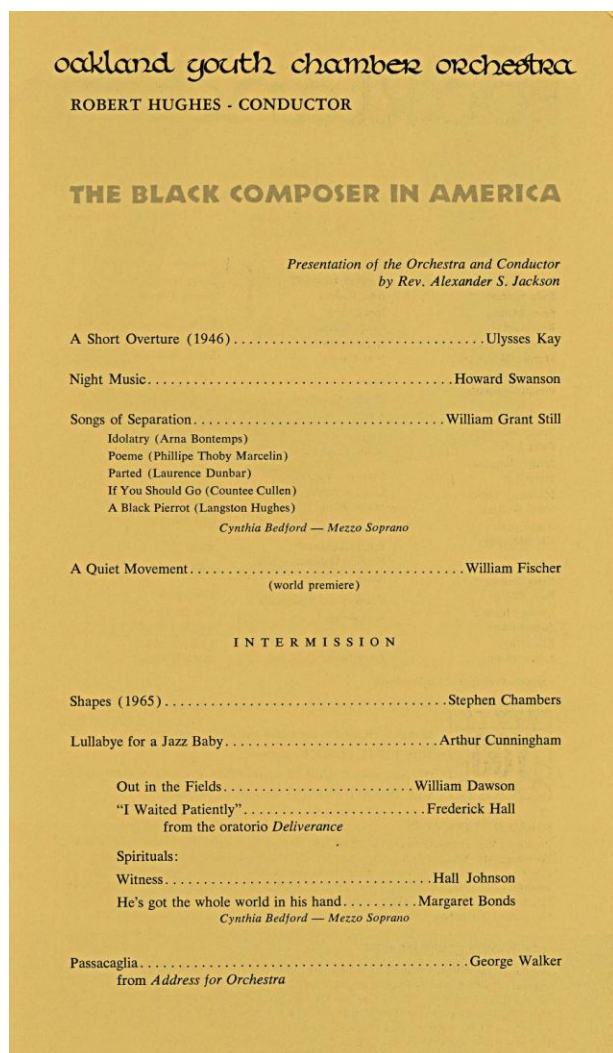 oakland youth chamber orchestra
ROBERT HUGHES - CONDUCTOR
THE BLACK COMPOSER IN AMERICA
Presentation of the Orchestra and Conductor
by Rev. Alexander S. Jackson
A Short Overture (1946)................................Ulysses Kay
Night Music........................................Howard Swanson
Songs of Separation................................William Grant Still
Idolatry (Arna Bontemps)
Poeme (Phillipe Thoby Marcelin)
Parted (Laurence Dunbar)
If You Should Go (Countee Cullen)
A Black Pierrot (Langston Hughes)
Cynthia Bedford — Mezzo Soprano
A Quiet Movement....................................William Fischer
(world premiere)
INTERMISSION
Shapes (1965)....................................Stephen Chambers
Lullabye for a Jazz Baby............................Arthur Cunningham
Out in the Fields.........................William Dawson
"I Waited Patiently"........................Frederick Hall
from the oratorio Deliverance
Spirituals:
Witness..................................Hall Johnson
He's got the whole world in his hand..........Margaret Bonds
Cynthia Bedford — Mezzo Soprano
Passacaglia..........................................George Walker
from Address for Orchestra